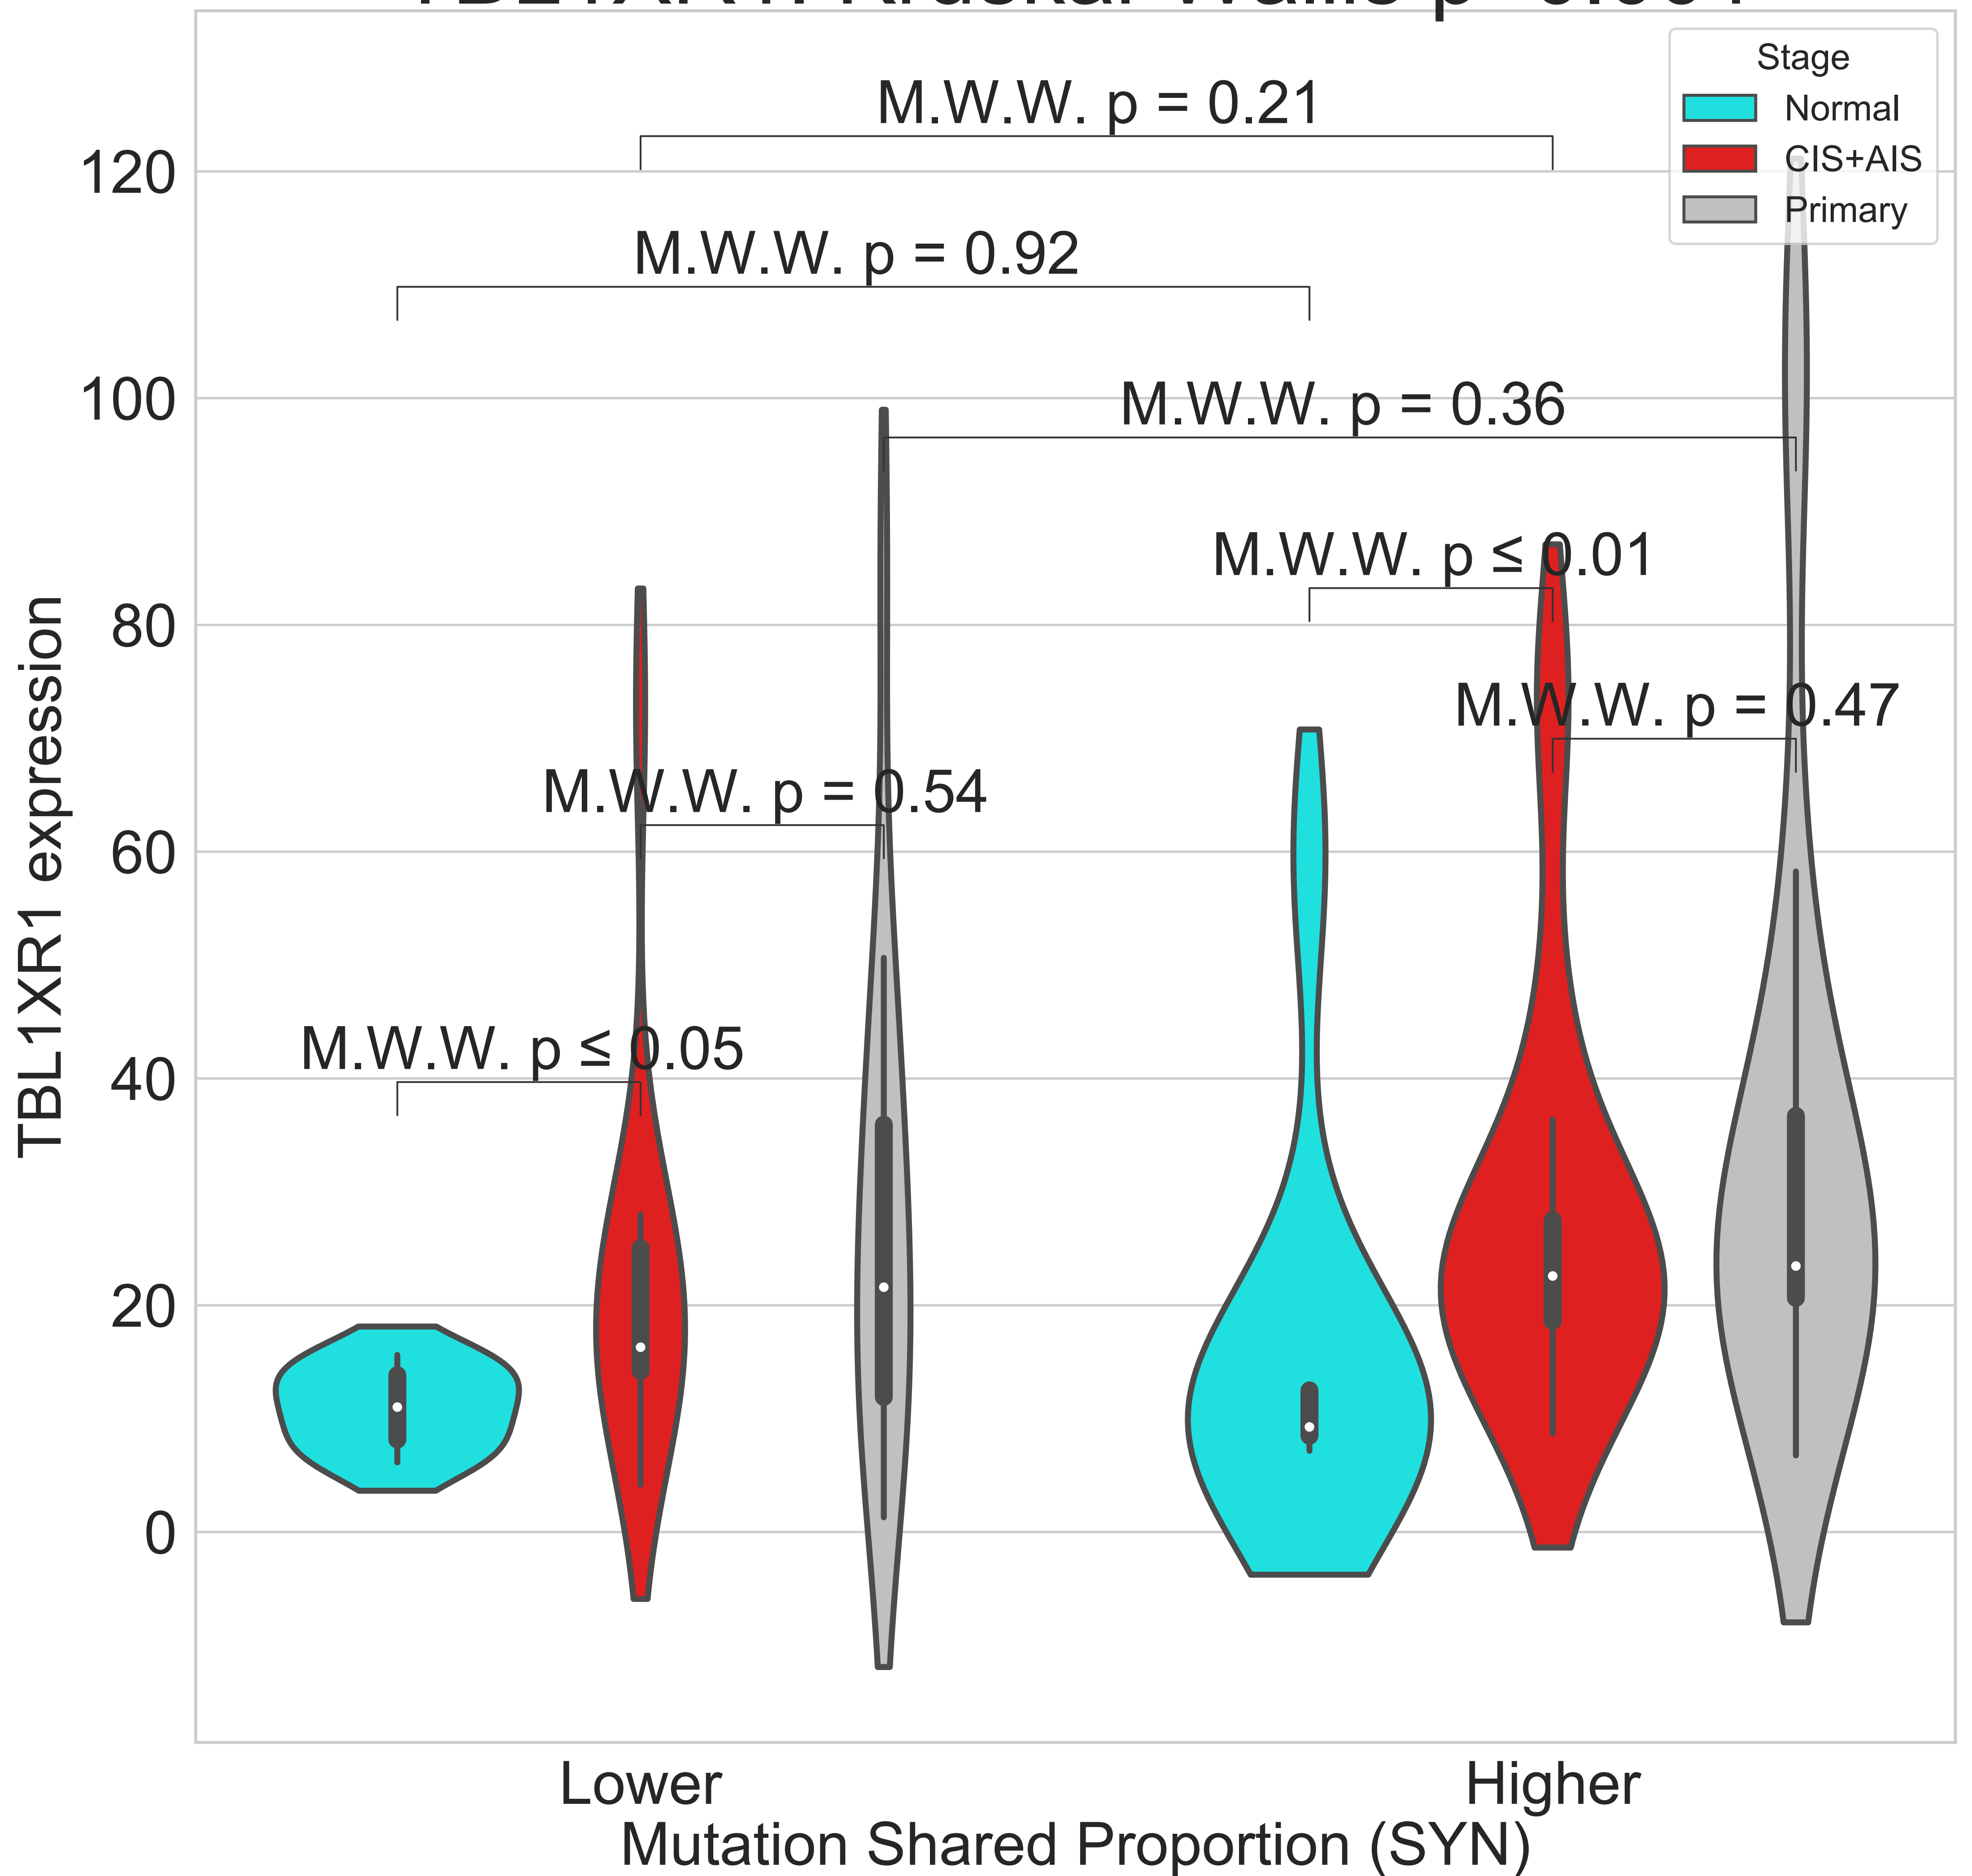 Stage
Normal
CIS+AIS
Primary
M.W.W. p = 0.21
120
M.W.W. p = 0.92
100
M.W.W. p = 0.36
M.W.W. p ≤ 0.01
80
M.W.W. p = 0.47
M.W.W. p = 0.54
60
M.W.W. p ≤ 0.05
40
20
0
TBL1XR1 expression
Lower
Higher
Mutation Shared Proportion (SYN)